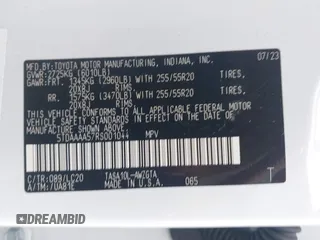 MFD.BY:TOYOTA MOTOR MANUFACTURING, INDIANA, INC.
GVWR:2725KG (6010LB) 07/23
GAWR:FRT. 1345KG (2960LB) WITH 255/55R20 TIRES,
20X8J RIMS,
RR. 1575KG (3470LB) WITH 255/55R20 TIRES,
20X8J RIMS,
THIS VEHICLE CONFORMS TO ALL APPLICABLE FEDERAL MOTOR
VEHICLE SAFETY STANDARDS IN EFFECT ON THE DATE OF
MANUFACTURE SHOWN ABOVE.
5TDAAAA57RS001044 MPV
C/TR:089/LC20 TASA10L-AWZGTA
A/TM:/UA81E MADE IN U.S.A. 065 T
©AUTOBIDCAR